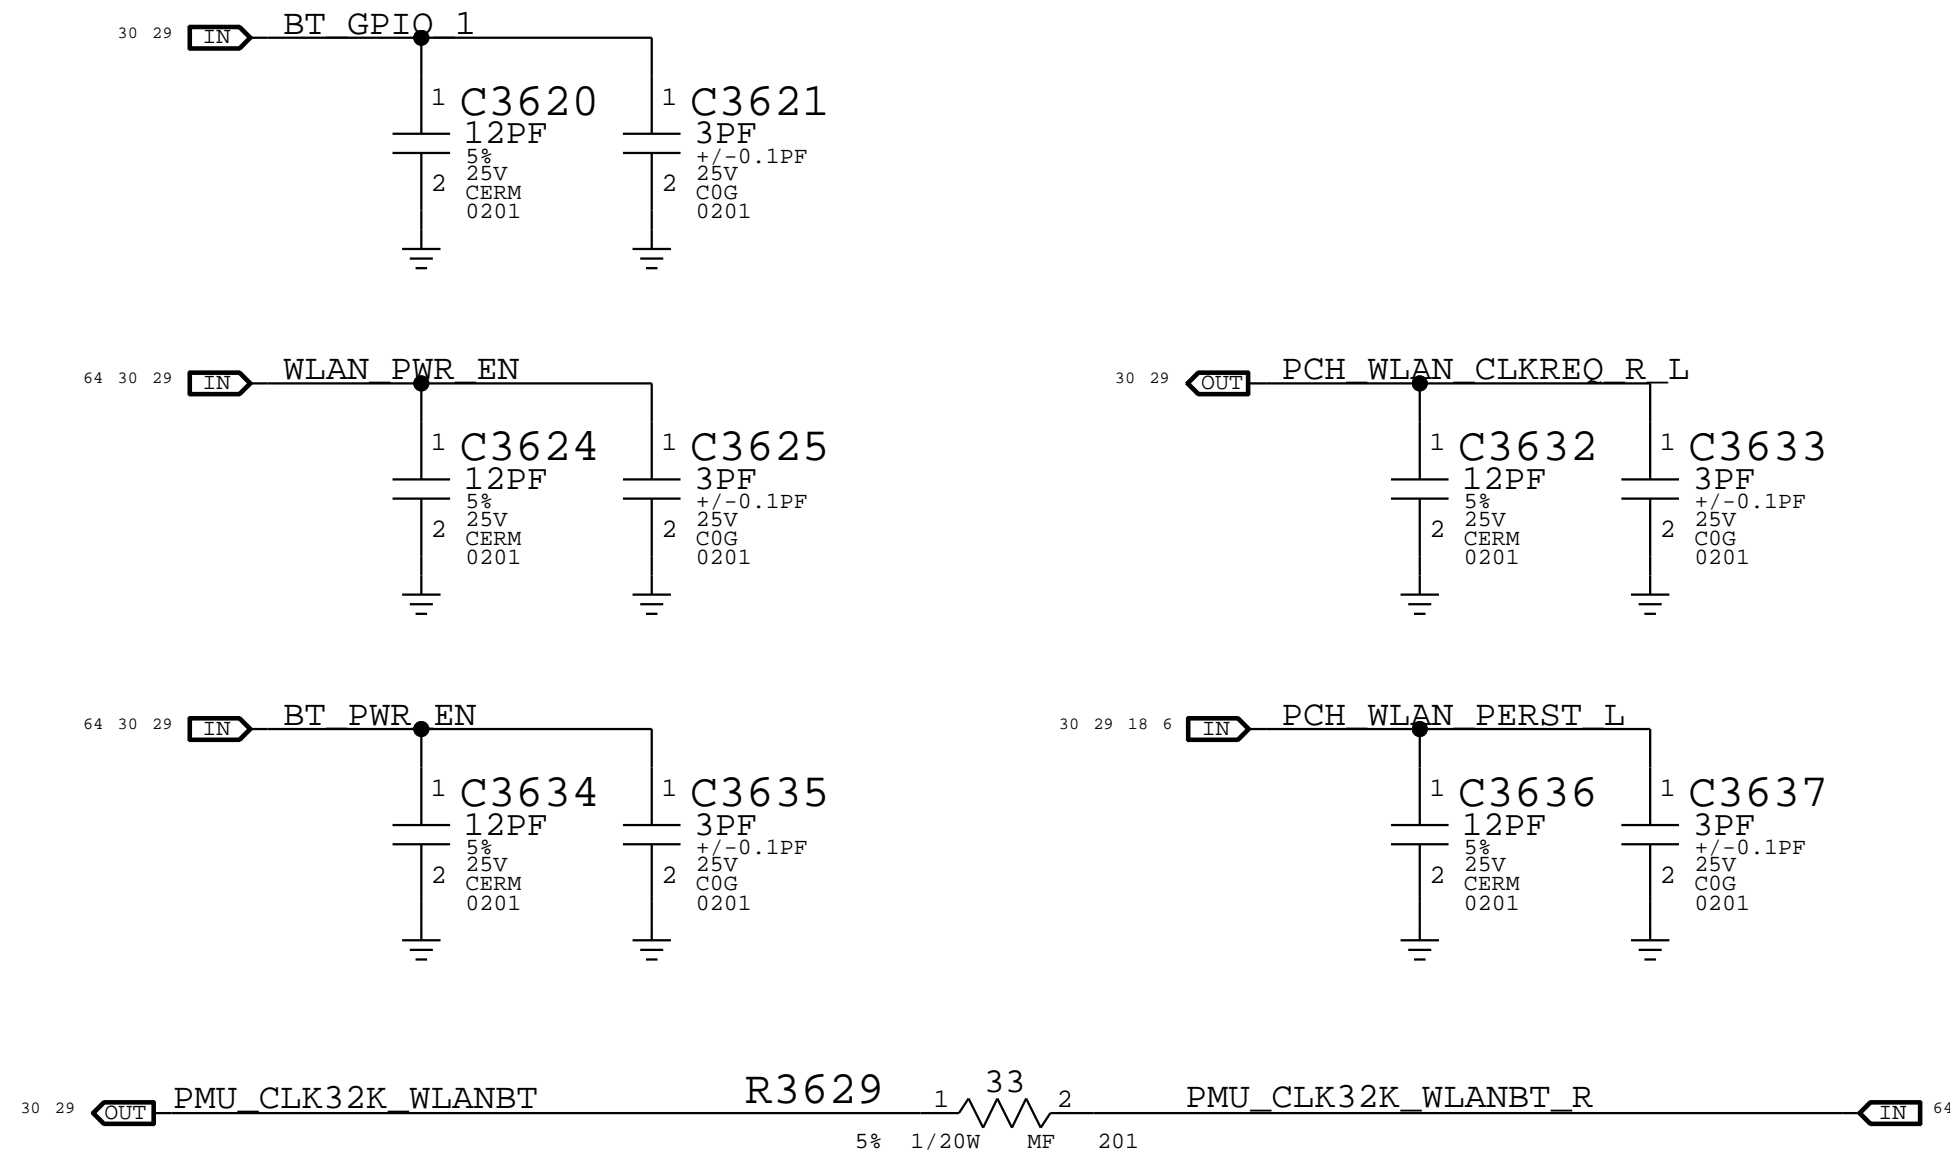 30 29 IN BT_GPIO_1
1 C3620
12PF
5%
25V
2
CERM
0201
1 C3621
3PF
+/-0.1PF
25V
2
C0G
0201
64 30 29 IN WLAN_PWR_EN
1 C3624
12PF
5%
25V
2
CERM
0201
1 C3625
3PF
+/-0.1PF
25V
2
C0G
0201
30 29 OUT PCH_WLAN_CLKREQ_R_L
1 C3632
12PF
5%
25V
2
CERM
0201
1 C3633
3PF
+/-0.1PF
25V
2
C0G
0201
64 30 29 IN BT_PWR_EN
1 C3634
12PF
5%
25V
2
CERM
0201
1 C3635
3PF
+/-0.1PF
25V
2
C0G
0201
30 29 18 6 IN PCH_WLAN_PERST_L
1 C3636
12PF
5%
25V
2
CERM
0201
1 C3637
3PF
+/-0.1PF
25V
2
C0G
0201
30 29 OUT PMU_CLK32K_WLANBT
R3629
33
1 2
5% 1/20W MF 201
PMU_CLK32K_WLANBT_R IN 64